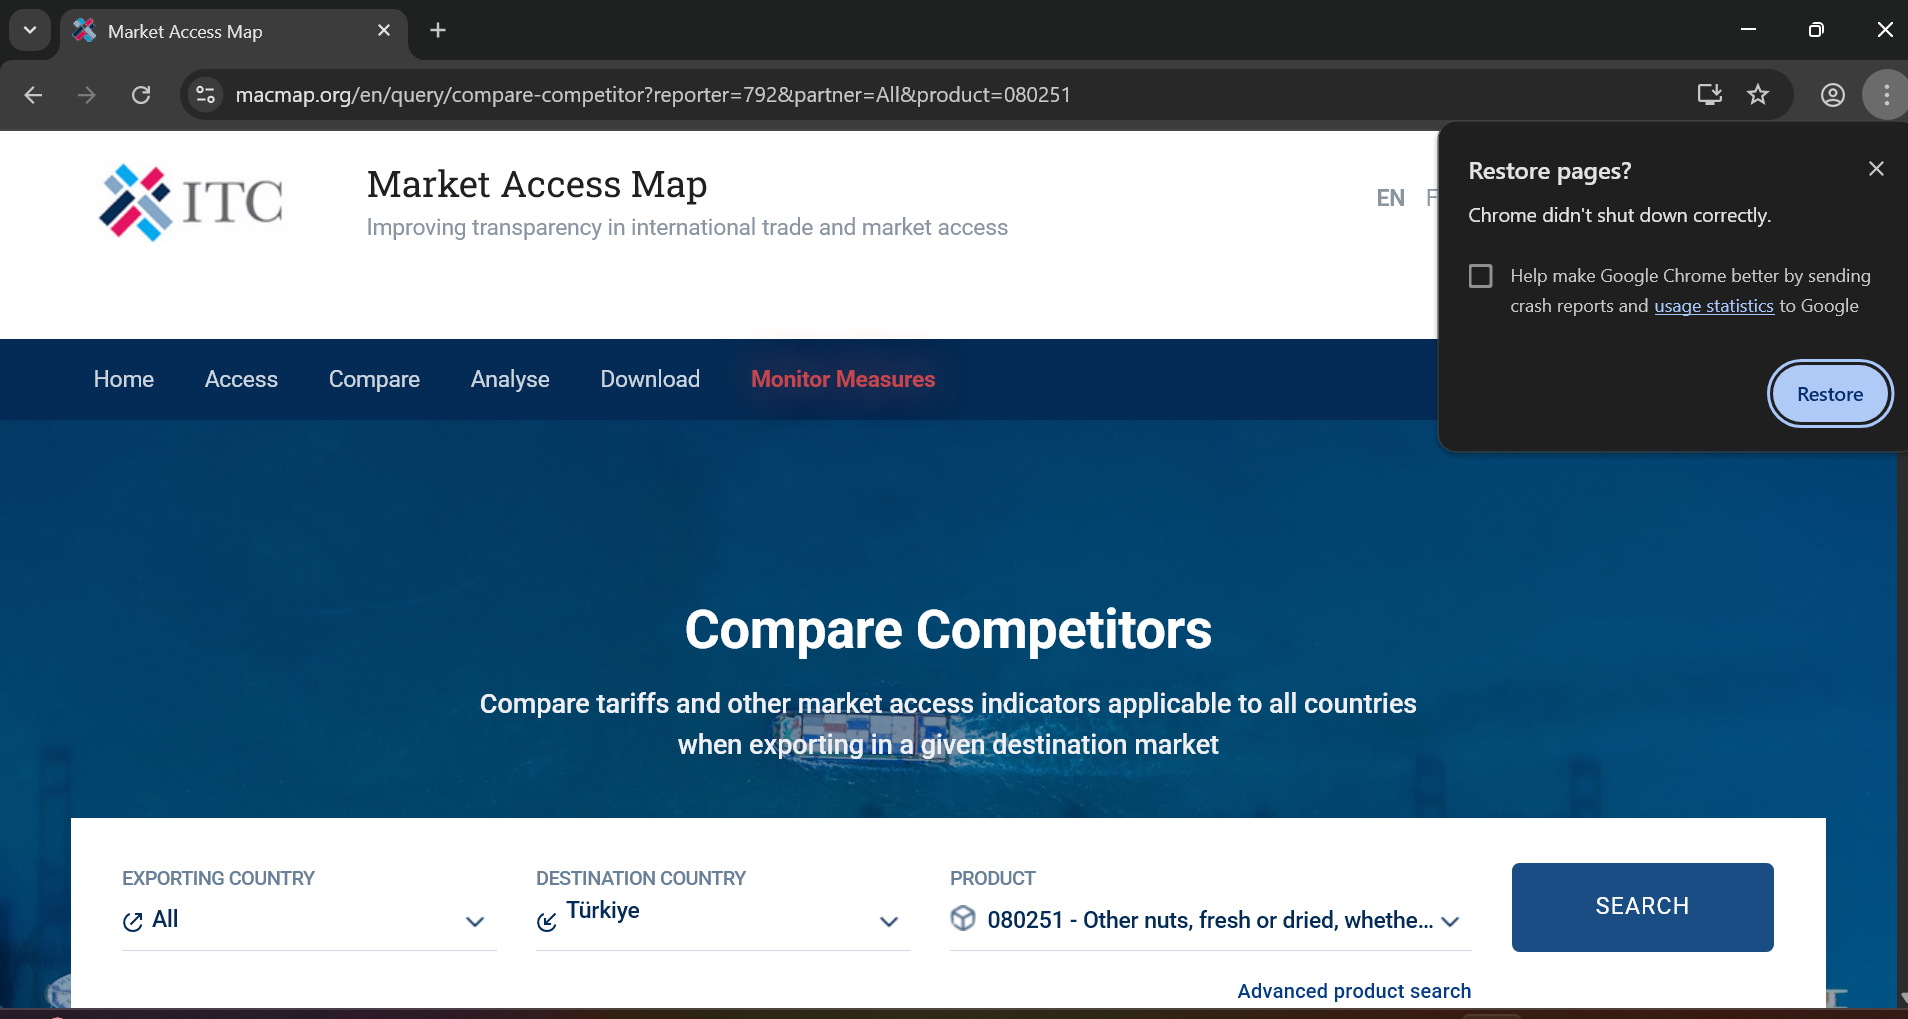 Market Access Map
macmap.org/en/query/compare-competitor?reporter=792&partner=All&product=080251
Restore pages?
Chrome didn't shut down correctly.
Help make Google Chrome better by sending
crash reports and usage statistics to Google
Restore
ITC
Market Access Map
Improving transparency in international trade and market access
EN
Home Access Compare Analyse Download Monitor Measures
Compare Competitors
Compare tariffs and other market access indicators applicable to all countries
when exporting in a given destination market
EXPORTING COUNTRY
All
DESTINATION COUNTRY
Türkiye
PRODUCT
080251 - Other nuts, fresh or dried, whethe...
SEARCH
Advanced product search